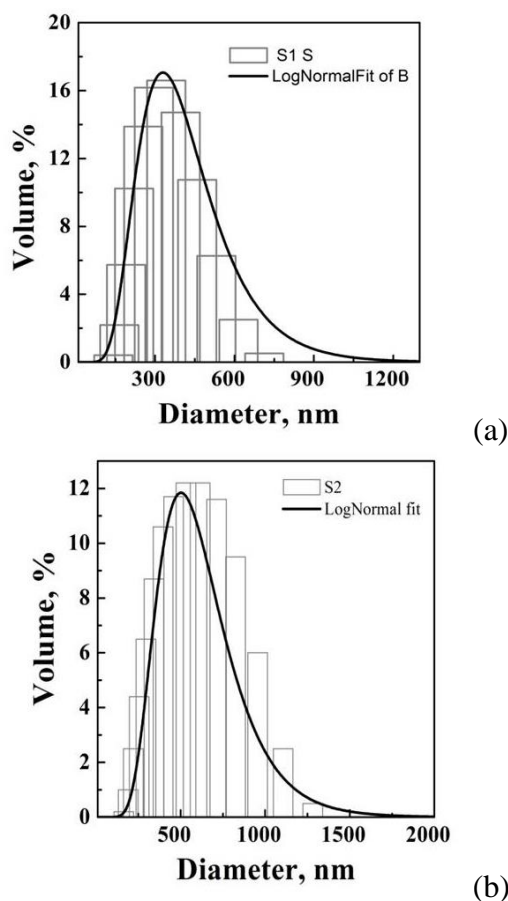 20
16
12
8
4
0
Volume, %
S1 S
LogNormalFit of B
300 600 900 1200
Diameter, nm
(a)
12
10
8
6
4
2
0
Volume, %
S2
LogNormal fit
500 1000 1500 2000
Diameter, nm
(b)